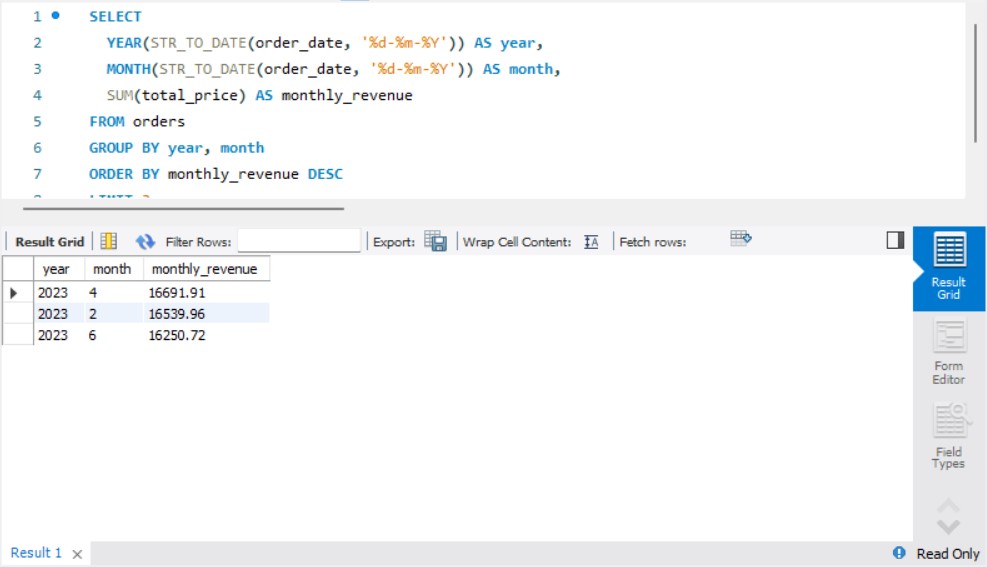 1 SELECT
2 YEAR(STR_TO_DATE(order_date, '%d-%m-%Y')) AS year,
3 MONTH(STR_TO_DATE(order_date, '%d-%m-%Y')) AS month,
4 SUM(total_price) AS monthly_revenue
5 FROM orders
6 GROUP BY year, month
7 ORDER BY monthly_revenue DESC
Result Grid Filter Rows: Export: Wrap Cell Content: IA Fetch rows:
year month monthly_revenue
2023 4 16691.91
2023 2 16539.96
2023 6 16250.72
Result
Grid
Form
Editor
Field
Types
Result 1 ×
Read Only